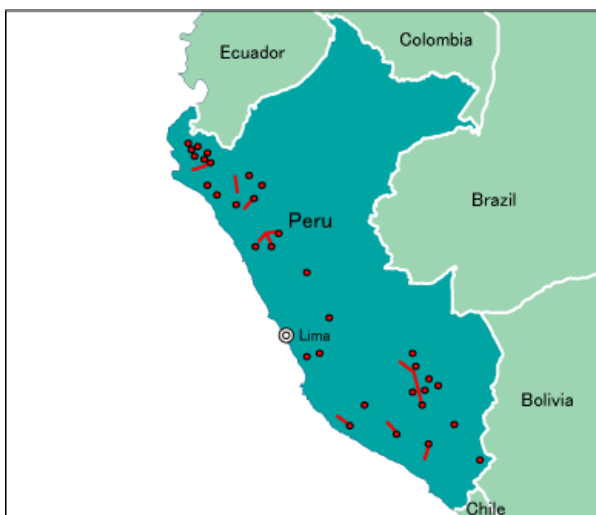 Colombia
Ecuador
Brazil
Peru
Lima
Bolivia
Chile